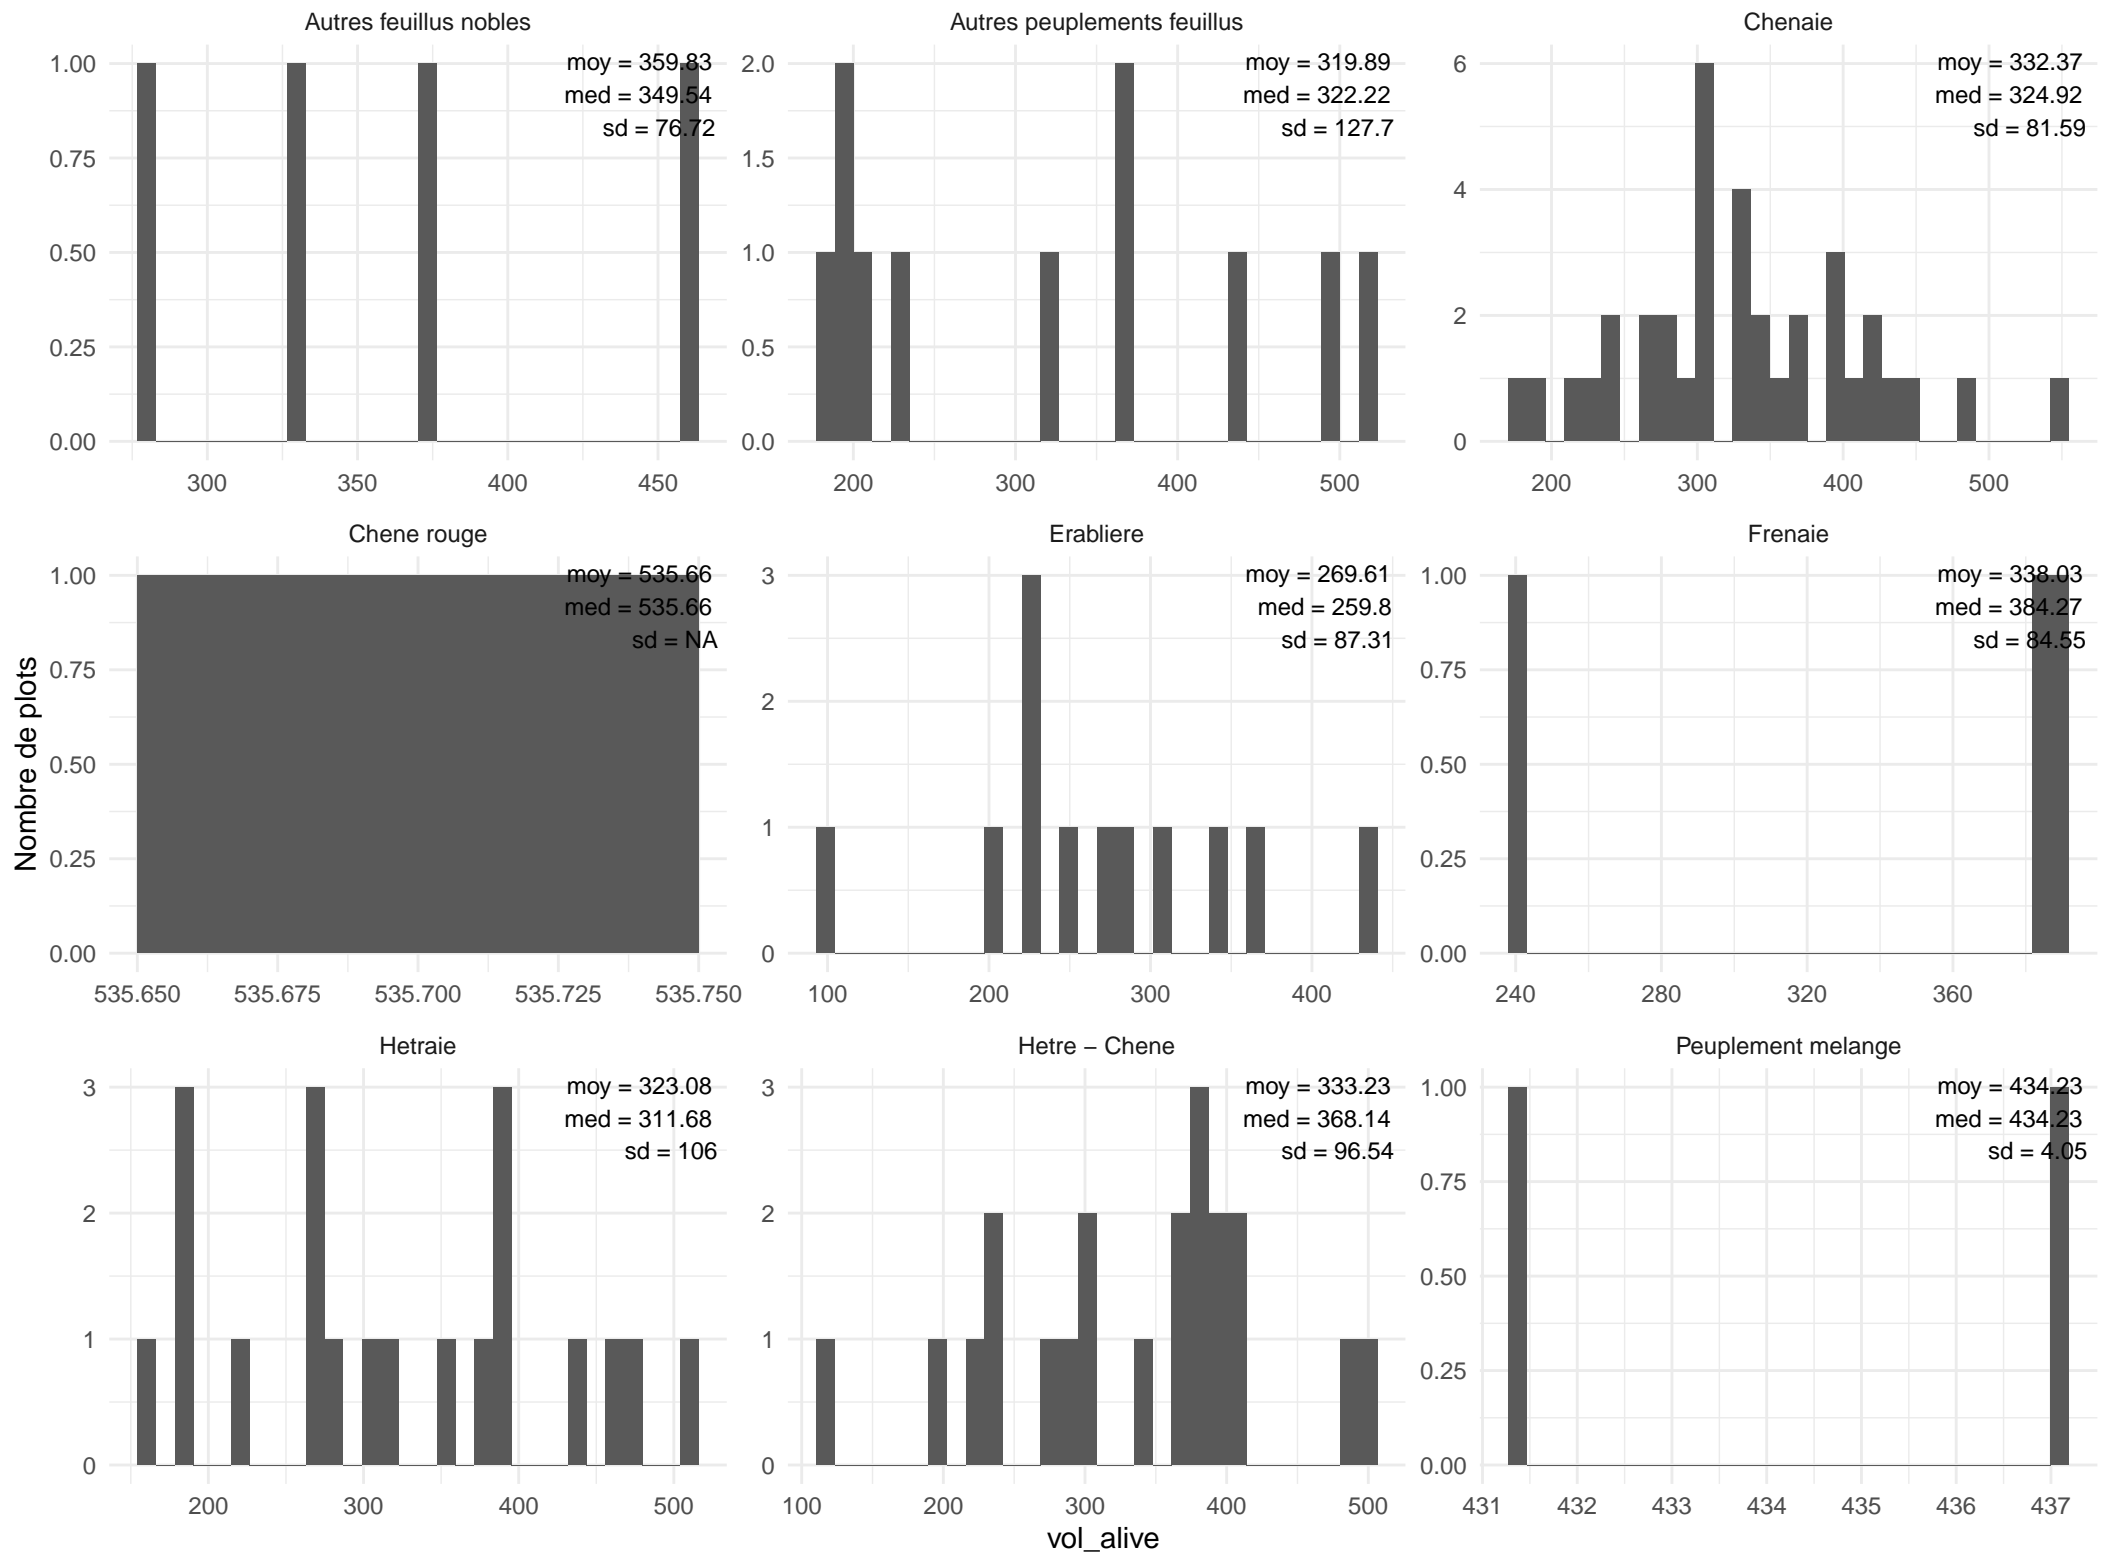 Autres feuillus nobles
moy = 359.83
med = 349.54
sd = 76.72
1.00
0.75
0.50
0.25
0.00
300 350 400 450
Autres peuplements feuillus
moy = 319.89
med = 322.22
sd = 127.7
2.0
1.5
1.0
0.5
0.0
200 300 400 500
Chenaie
moy = 332.37
med = 324.92
sd = 81.59
6
4
2
0
200 300 400 500
Nombre de plots
Chene rouge
moy = 535.66
med = 535.66
sd = NA
1.00
0.75
0.50
0.25
0.00
535.650 535.675 535.700 535.725 535.750
Erabliere
moy = 269.61
med = 259.8
sd = 87.31
3
2
1
0
100 200 300 400
Frenaie
moy = 338.03
med = 384.27
sd = 84.55
1.00
0.75
0.50
0.25
0.00
240 280 320 360
Hetraie
moy = 323.08
med = 311.68
sd = 106
3
2
1
0
200 300 400 500
Hetre − Chene
moy = 333.23
med = 368.14
sd = 96.54
3
2
1
0
100 200 300 400 500
Peuplement melange
moy = 434.23
med = 434.23
sd = 4.05
1.00
0.75
0.50
0.25
0.00
431 432 433 434 435 436 437
vol_alive